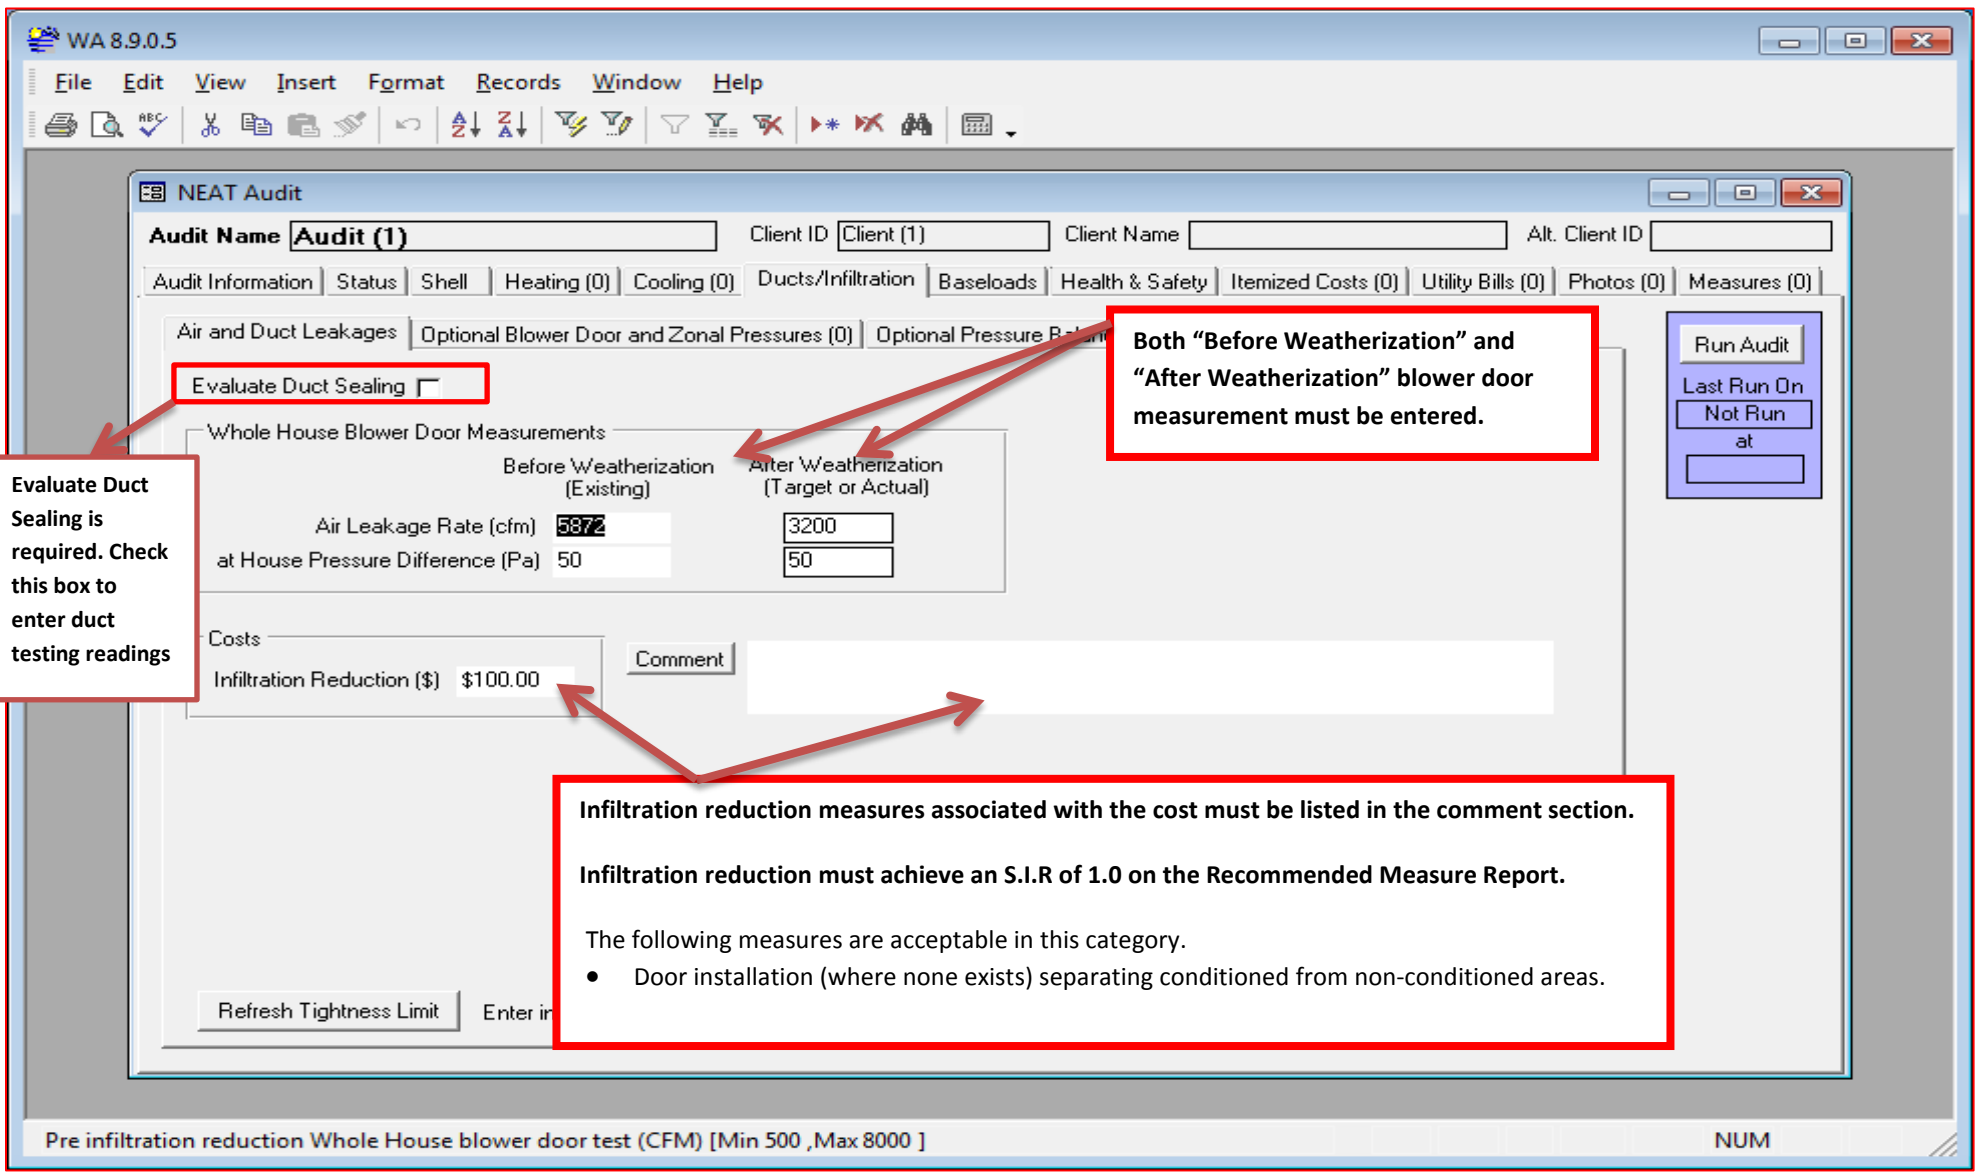 WA 8.9.0.5
File Edit View Insert Format Records Window Help
NEAT Audit
Audit Name Audit (1) Client ID Client (1) Client Name Alt. Client ID
Audit Information Status Shell Heating (0) Cooling (0) Ducts/Infiltration Baseloads Health & Safety Itemized Costs (0) Utility Bills (0) Photos (0) Measures (0)
Air and Duct Leakages Optional Blower Door and Zonal Pressures (0) Optional Pressure
Both “Before Weatherization” and
“After Weatherization” blower door
measurement must be entered.
Run Audit
Last Run On
Not Run
at
Evaluate Duct Sealing
Whole House Blower Door Measurements
Before Weatherization
(Existing)
After Weatherization
(Target or Actual)
Air Leakage Rate (cfm) 5872 3200
at House Pressure Difference (Pa) 50 50
Evaluate Duct
Sealing is
required. Check
this box to
enter duct
testing readings
Costs
Infiltration Reduction ($) $100.00
Comment
Infiltration reduction measures associated with the cost must be listed in the comment section.
Infiltration reduction must achieve an S.I.R of 1.0 on the Recommended Measure Report.
The following measures are acceptable in this category.
• Door installation (where none exists) separating conditioned from non-conditioned areas.
Refresh Tightness Limit Enter
Pre infiltration reduction Whole House blower door test (CFM) [Min 500 ,Max 8000 ] NUM